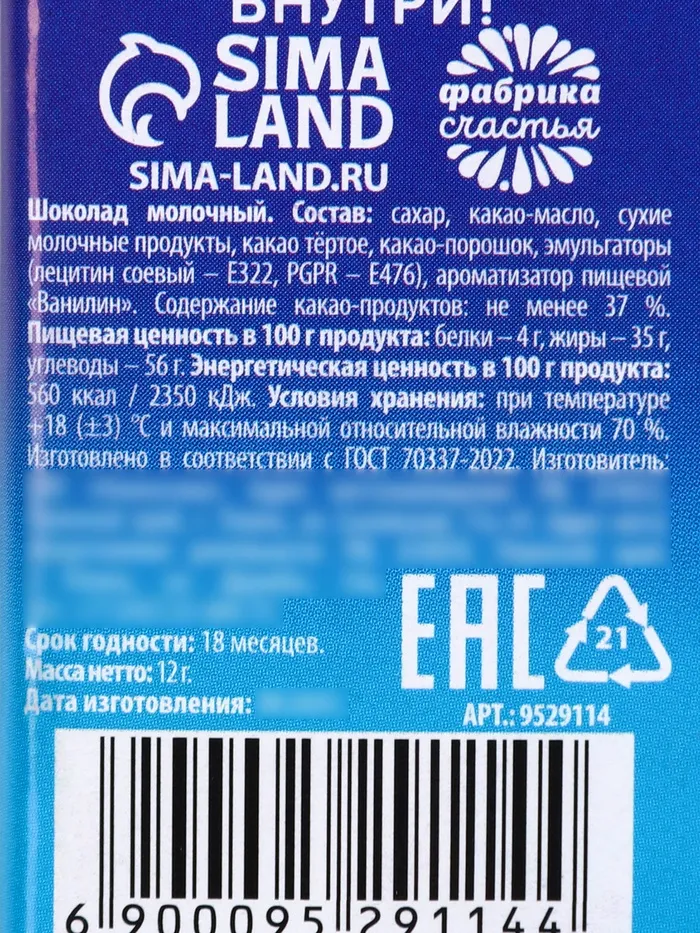 ВНУТРИ!
SIMA
LAND
фабрика
счастья
SIMA-LAND.RU
Шоколад молочный. Состав: сахар, какао-масло, сухие
молочные продукты, какао тёртое, какао-порошок, эмульгаторы
(лецитин соевый – E322, PGPR – E476), ароматизатор пищевой
«Ванилин». Содержание какао-продуктов: не менее 37 %.
Пищевая ценность в 100 г продукта: белки – 4 г, жиры – 35 г,
углеводы – 56 г. Энергетическая ценность в 100 г продукта:
560 ккал / 2350 кДж. Условия хранения: при температуре
+18 (±3) °С и максимальной относительной влажности 70 %.
Изготовлено в соответствии с ГОСТ 70337-2022. Изготовитель:
EAC
21
Срок годности: 18 месяцев.
Масса нетто: 12 г.
Дата изготовления:
АРТ.: 9529114
6 900095 291144